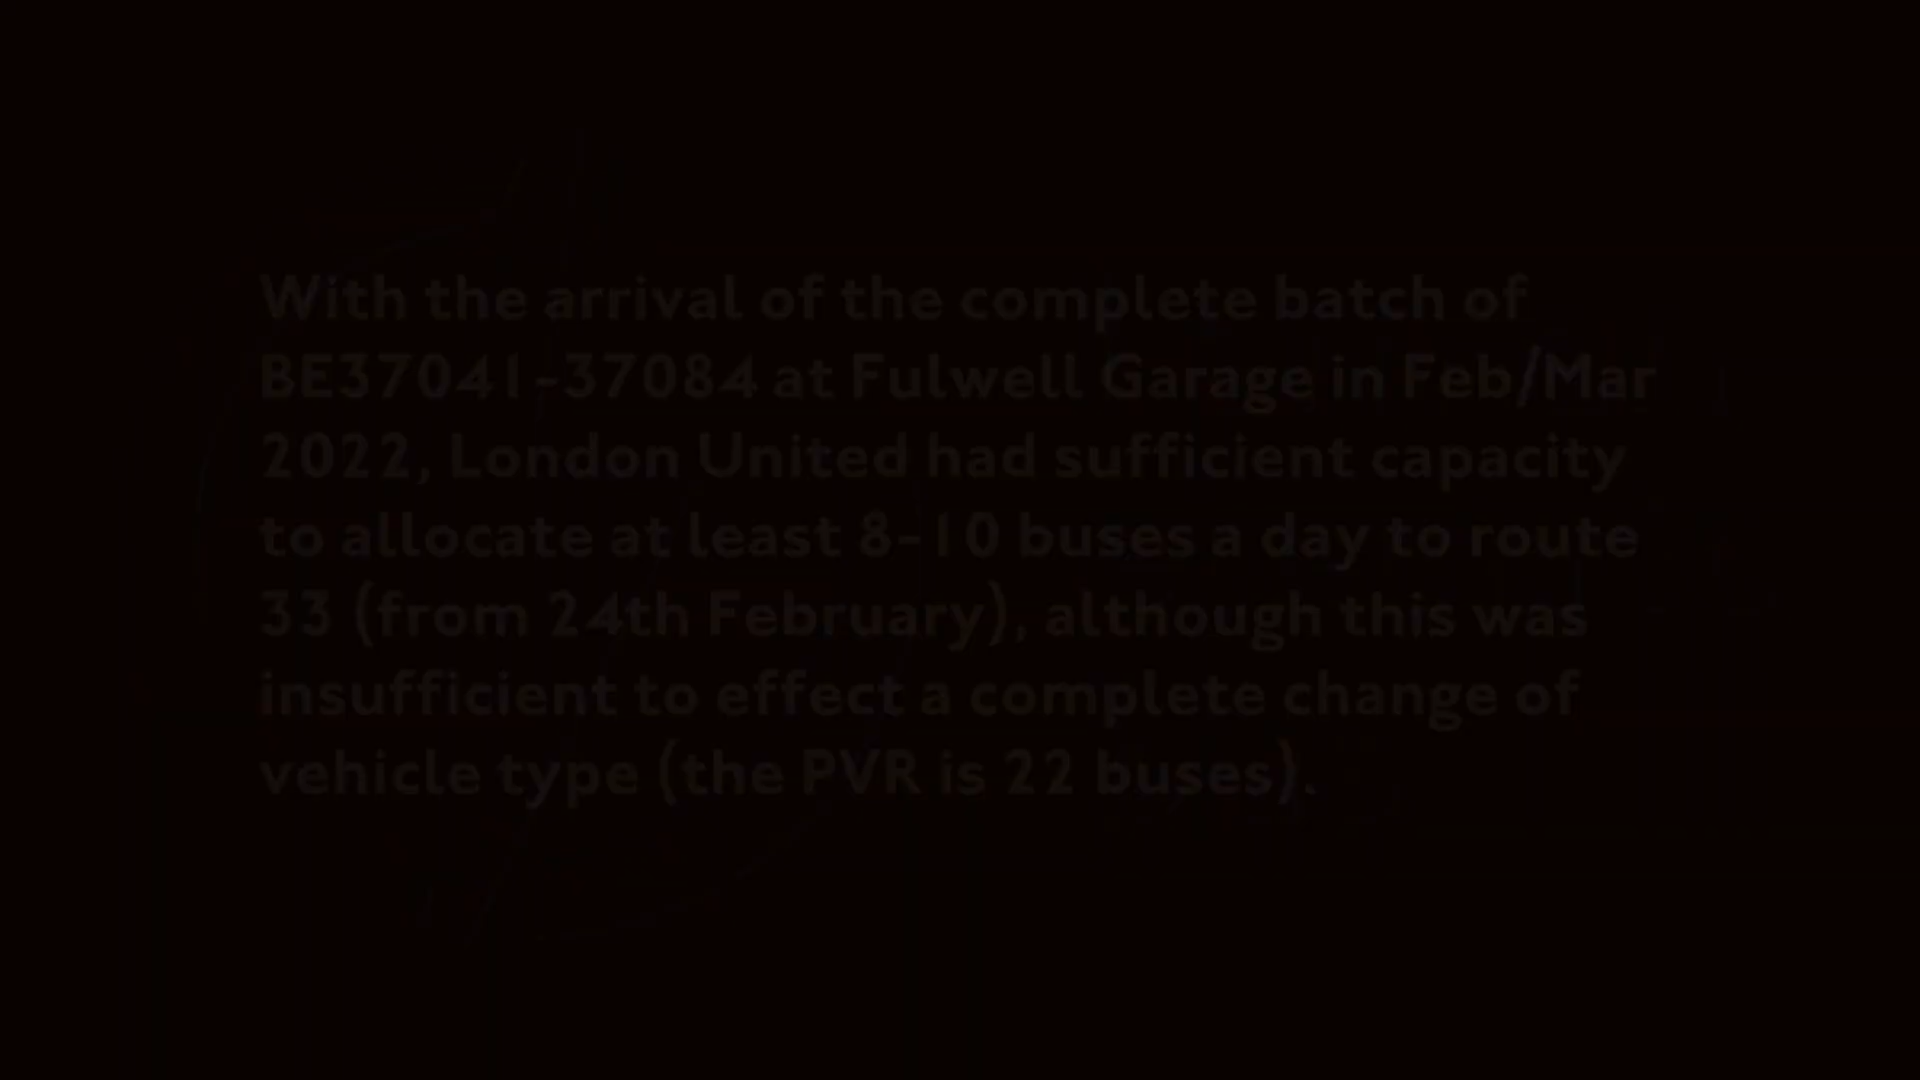 With the arrival of the complete batch of
BE37041-37084 at Fulwell Garage in Feb/Mar
2022, London United had sufficient capacity
to allocate at least 8-10 buses a day to route
33 (from 24th February), although this was
insufficient to effect a complete change of
vehicle type (the PVR is 22 buses).